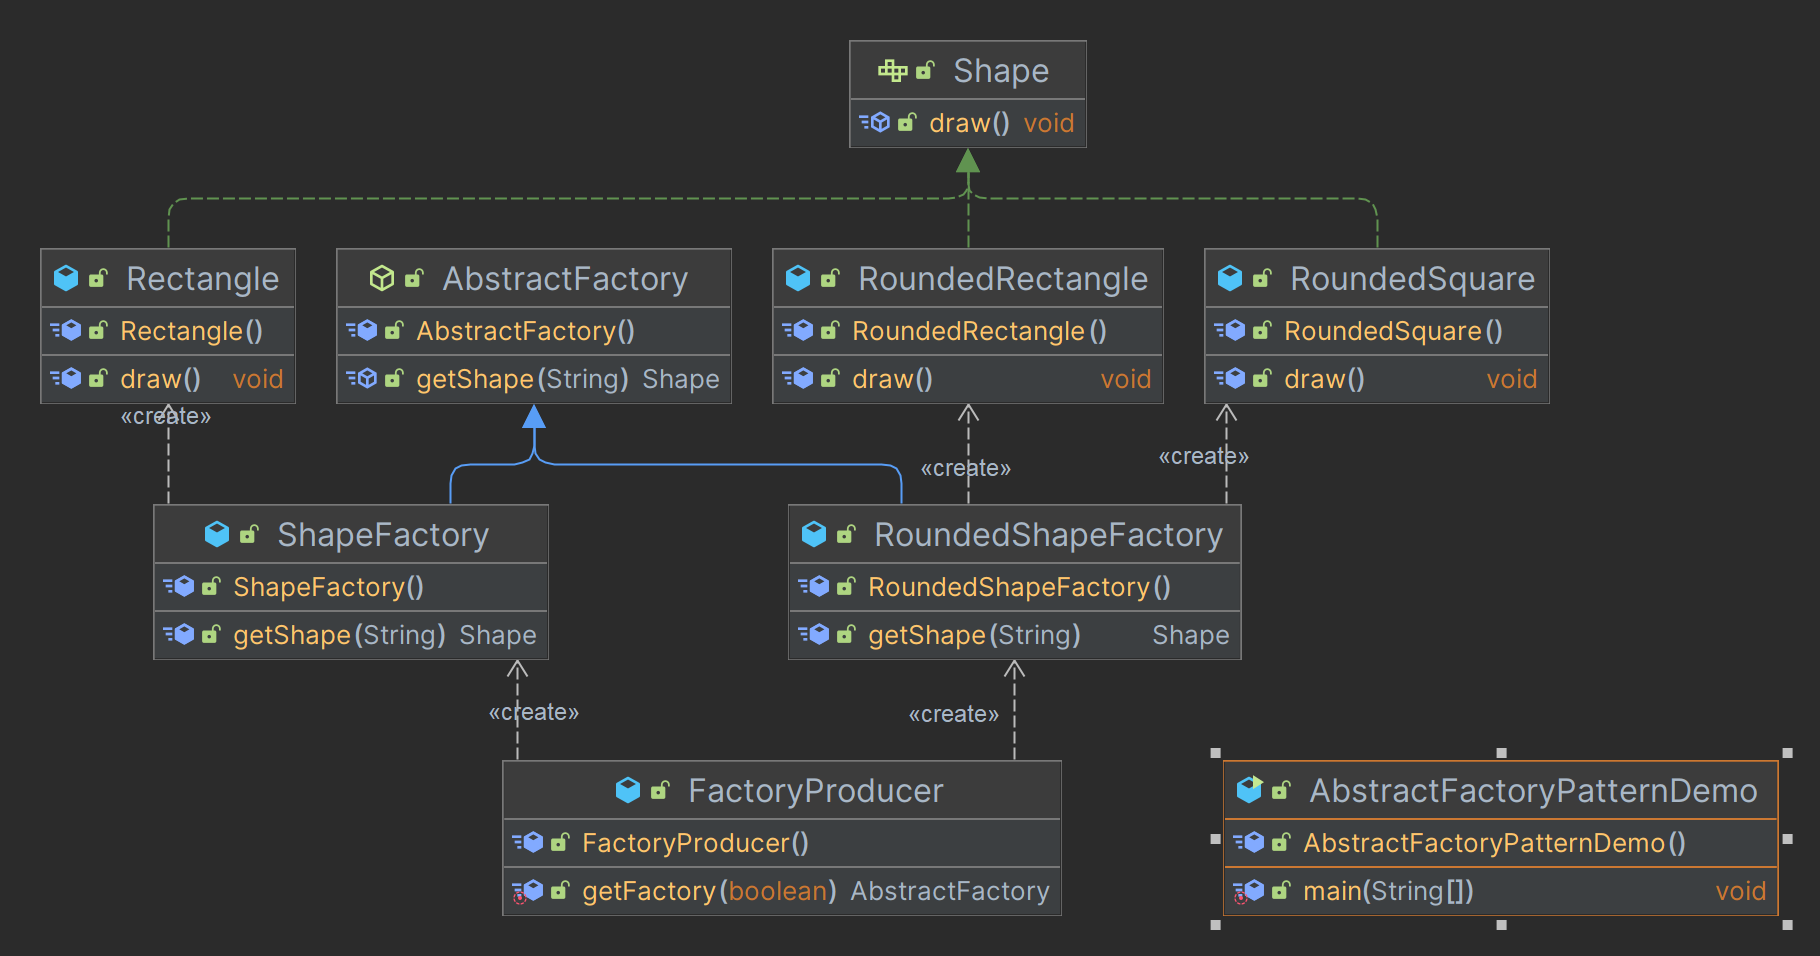 Shape
draw() void
Rectangle
Rectangle()
draw() void
AbstractFactory
AbstractFactory()
getShape(String) Shape
RoundedRectangle
RoundedRectangle()
draw() void
RoundedSquare
RoundedSquare()
draw() void
«create»
«create»
«create»
ShapeFactory
ShapeFactory()
getShape(String) Shape
RoundedShapeFactory
RoundedShapeFactory()
getShape(String) Shape
«create»
«create»
FactoryProducer
FactoryProducer()
getFactory(boolean) AbstractFactory
AbstractFactoryPatternDemo
AbstractFactoryPatternDemo()
main(String[]) void